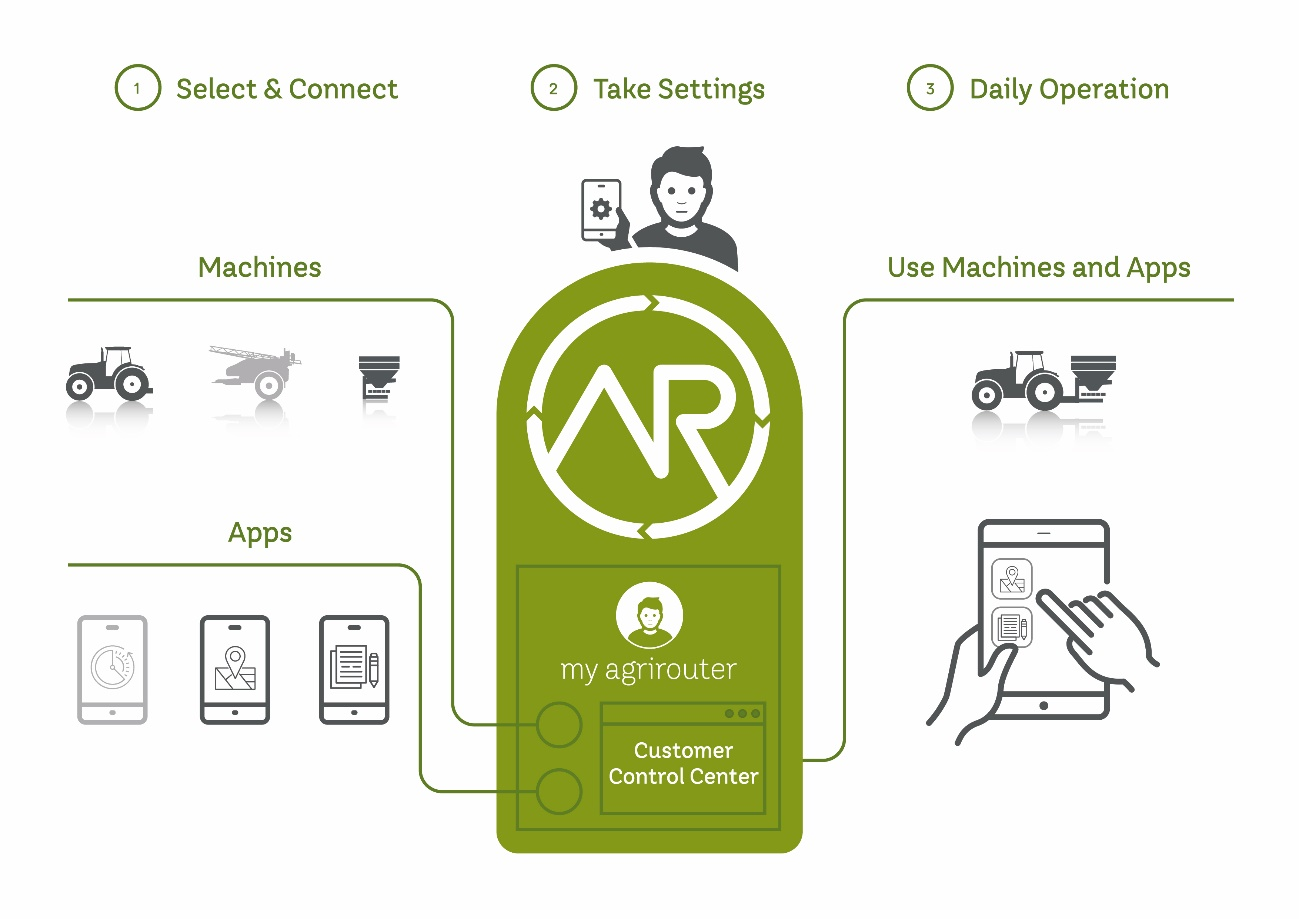 1 Select & Connect
2 Take Settings
3 Daily Operation
Machines
Use Machines and Apps
AR
Apps
my agrirouter
Customer
Control Center